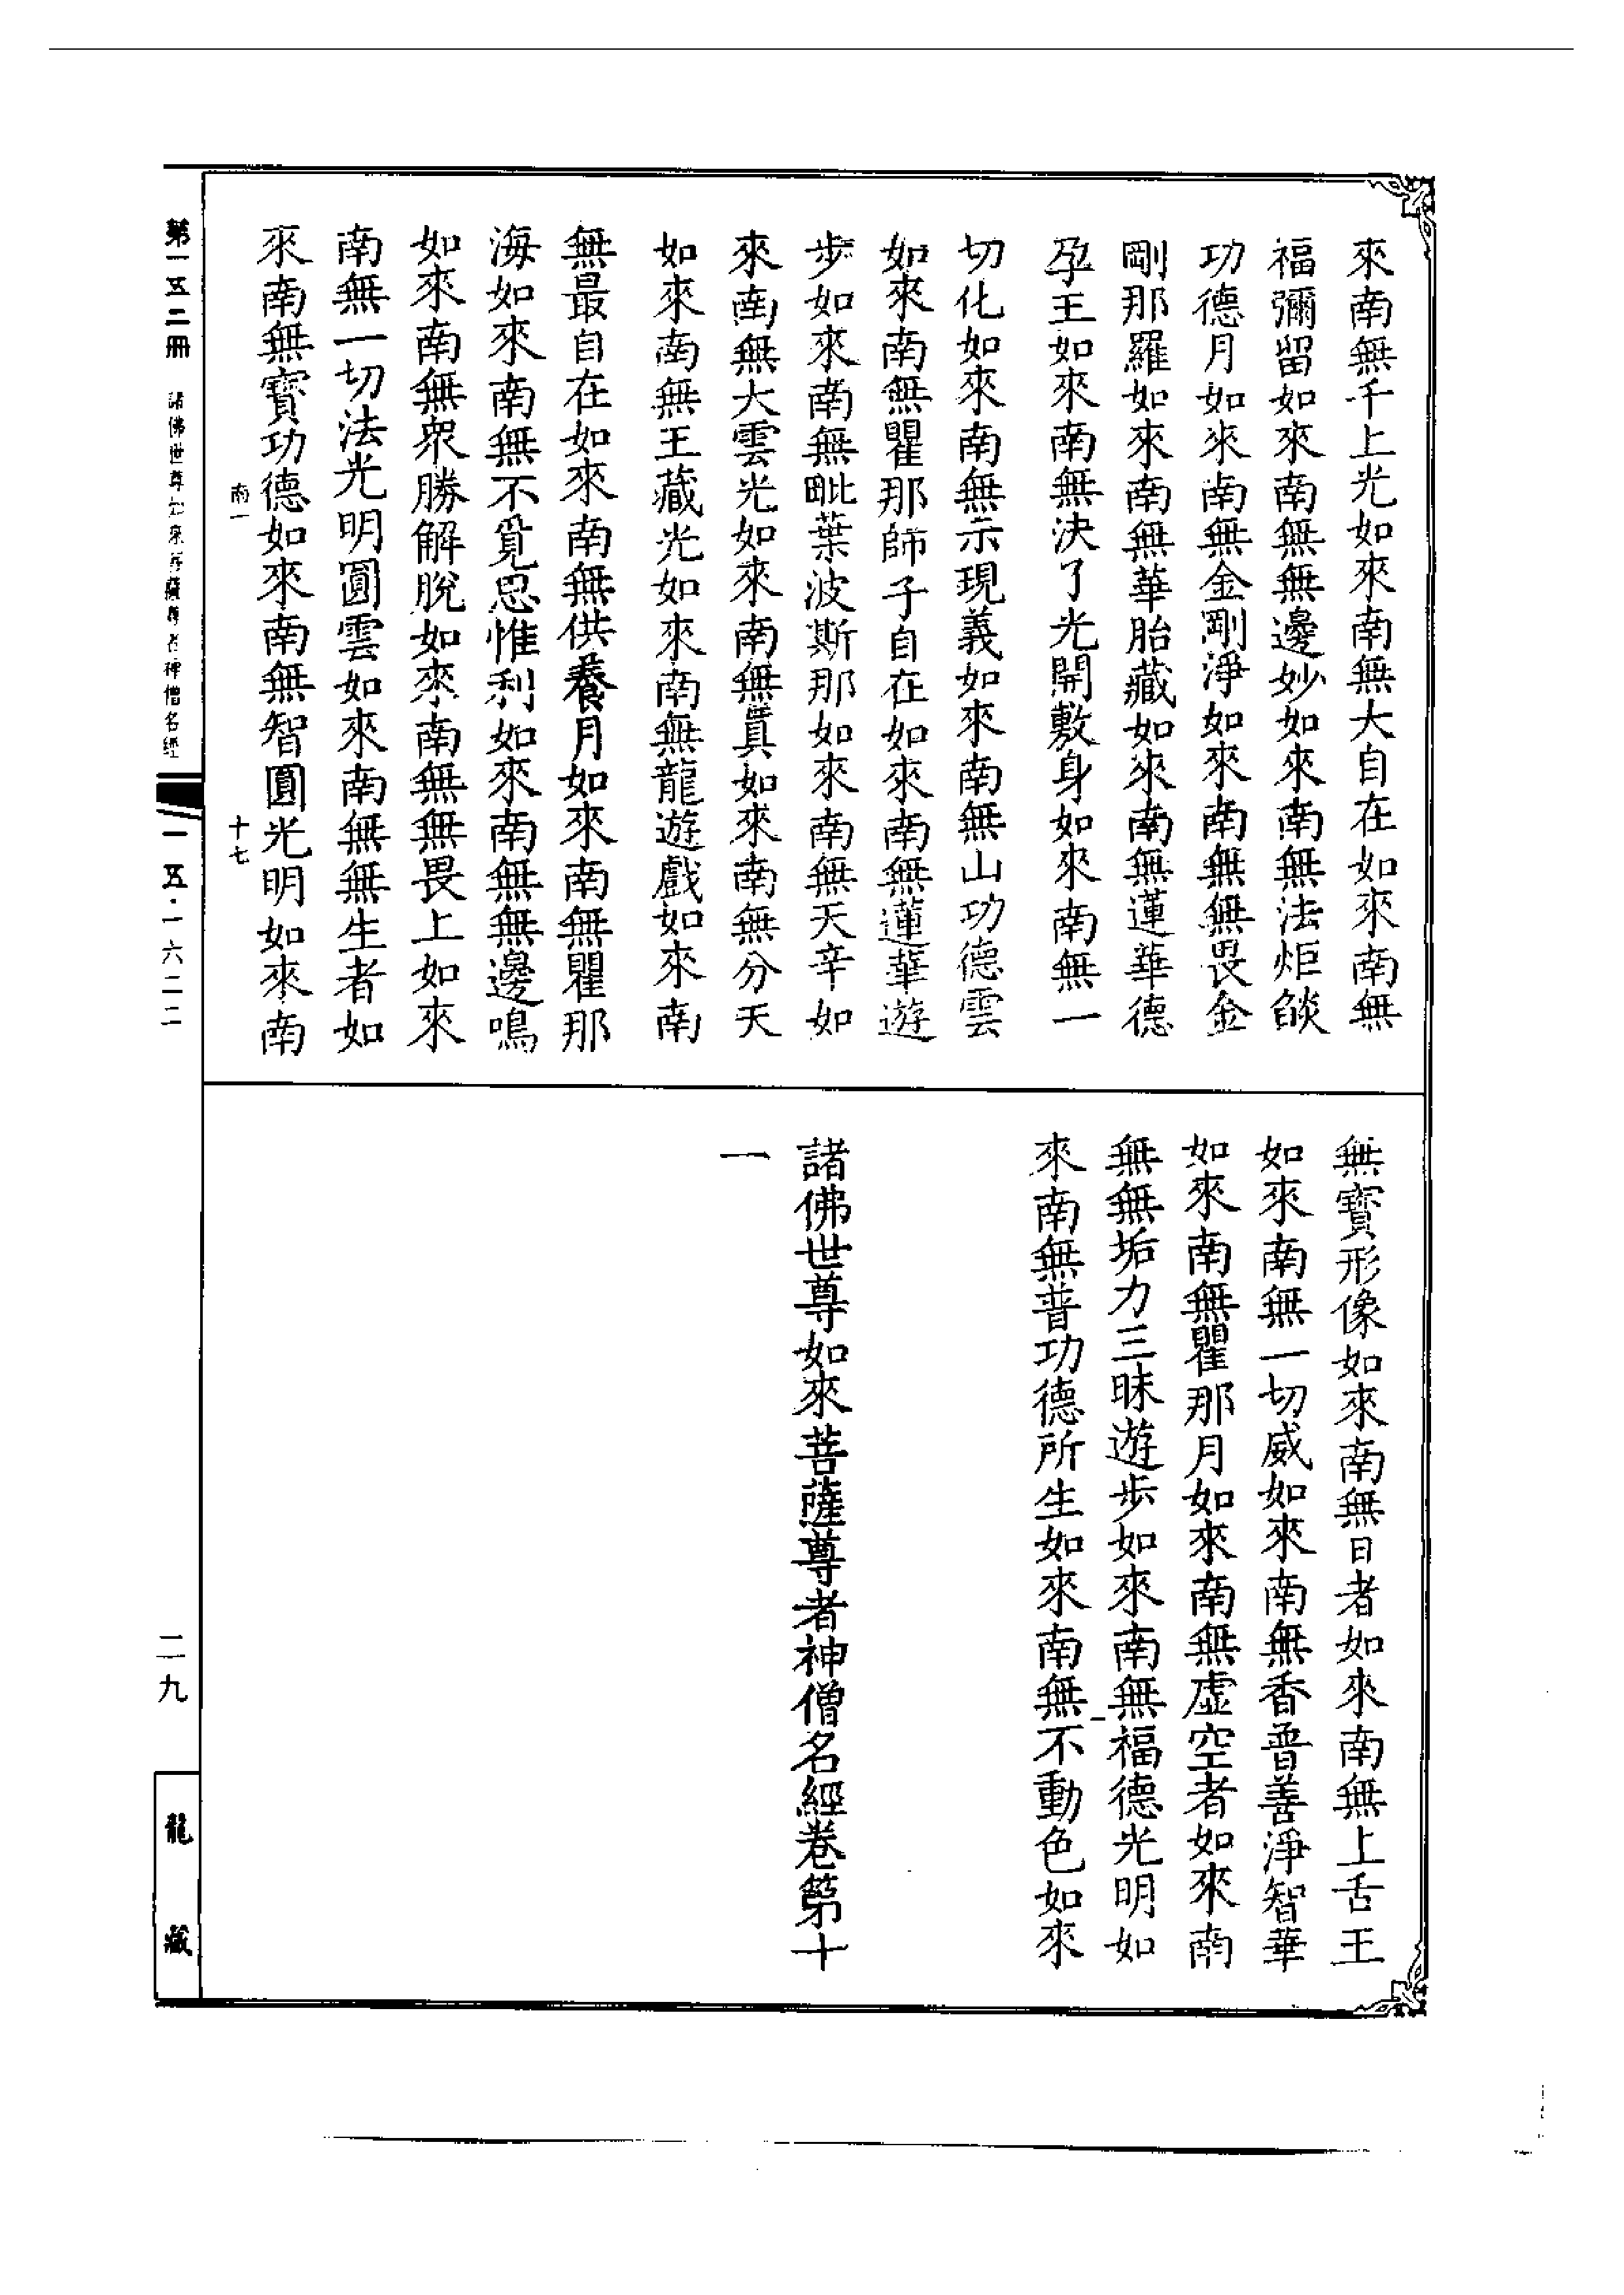 來南無千上光如來南無大自在如來南無
福彌留如來南無無邊妙如來南無法炬燄
功德月如來南無金剛淨如來南無無畏金
剛那羅如來南無華胎藏如來南無蓮華德
孕王如來南無決了光開敷身如來南無一
切化如來南無示現義如來南無山功德雲
如來南無瞿那師子自在如來南無蓮華遊
步如來南無毗葉波斯那如來南無天辛如
來南無大雲光如來南無真如來南無分天
如來南無王藏光如來南無龍遊戲如來南
無最自在如來南無供養月如來南無瞿那
海如來南無不覓思惟利如來南無無邊鳴
如來南無衆勝解脫如來南無無畏上如來
南無一切法光明圓雲如來南無無生者如
來南無寶功德如來南無智圓光明如來南
南一
十七
無寶形像如來南無日者如來南無上舌王
如來南無一切威如來南無香普善淨智華
如來南無瞿那月如來南無虛空者如來南
無無垢力三昧遊步如來南無福德光明如
來南無普功德所生如來南無不動色如來
諸佛世尊如來菩薩尊者神僧名經卷第十
一
第一五二冊
諸佛世尊如來菩薩尊者神僧名經
一五·一六二二
二九
龍藏